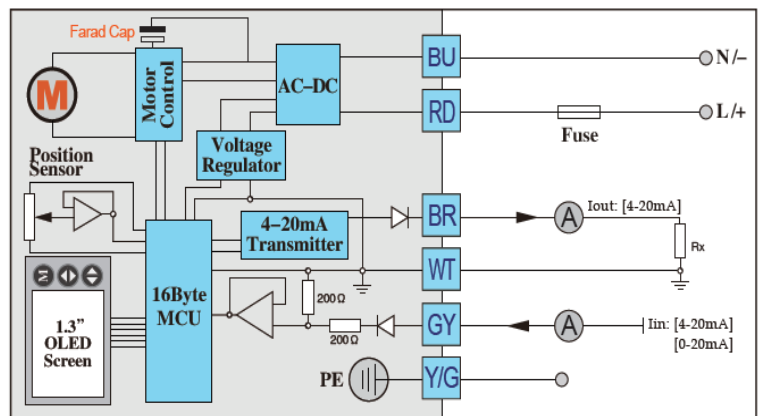 Farad Cap
M
Motor
Control
AC-DC
BU
N/-
RD
L/+
Fuse
Voltage
Regulator
Position
Sensor
4-20mA
Transmitter
BR
A
Iout: [4-20mA]
Rx
WT
16Byte
MCU
200Ω
200Ω
GY
A
Iin: [4-20mA]
[0-20mA]
M
1.3”
OLED
Screen
PE
Y/G